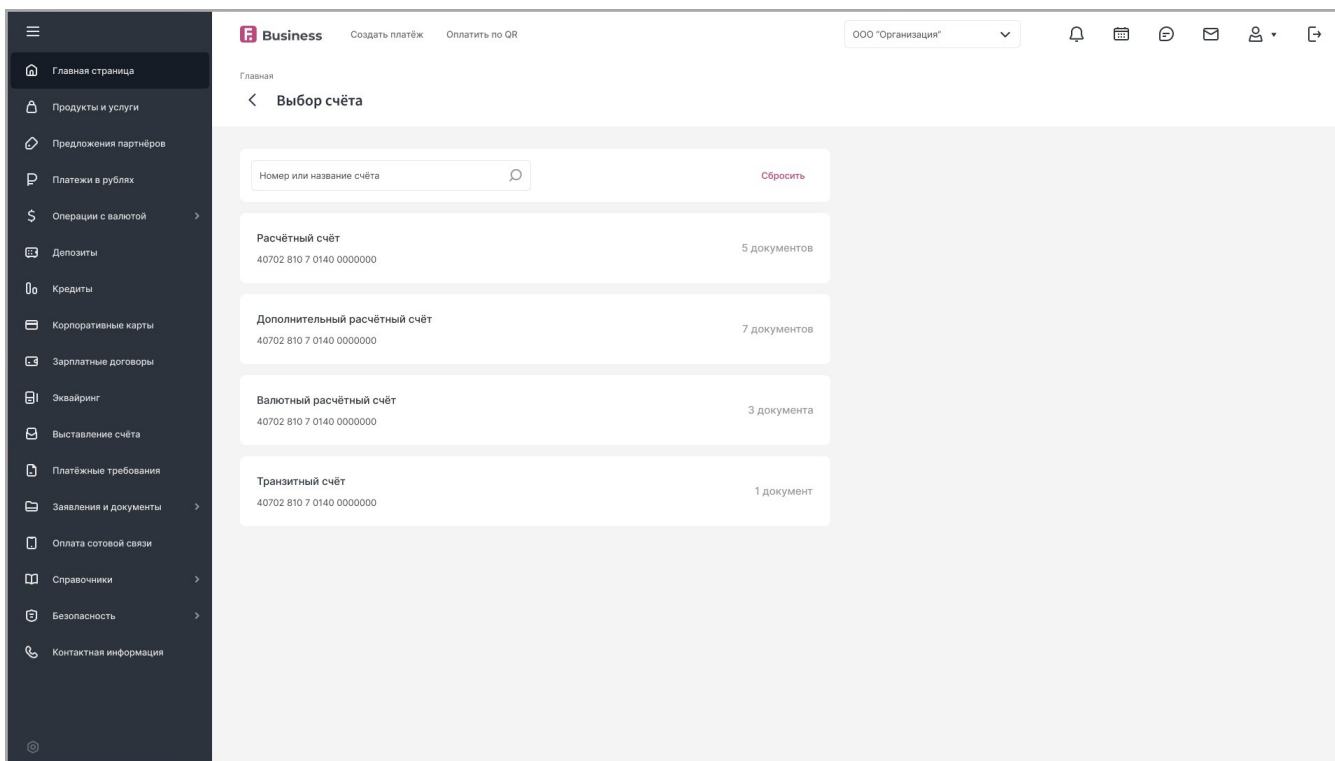 Business
Создать платёж
Оплатить по QR
ООО "Организация"
Главная страница
Продукты и услуги
Предложения партнёров
Платежи в рублях
Операции с валютой
Депозиты
Кредиты
Корпоративные карты
Зарплатные договоры
Эквайринг
Выставление счёта
Платёжные требования
Заявления и документы
Оплата сотовой связи
Справочники
Безопасность
Контактная информация
Главная
Выбор счёта
Номер или название счёта
Сбросить
Расчётный счёт
40702 810 7 0140 0000000
5 документов
Дополнительный расчётный счёт
40702 810 7 0140 0000000
7 документов
Валютный расчётный счёт
40702 810 7 0140 0000000
3 документа
Транзитный счёт
40702 810 7 0140 0000000
1 документ